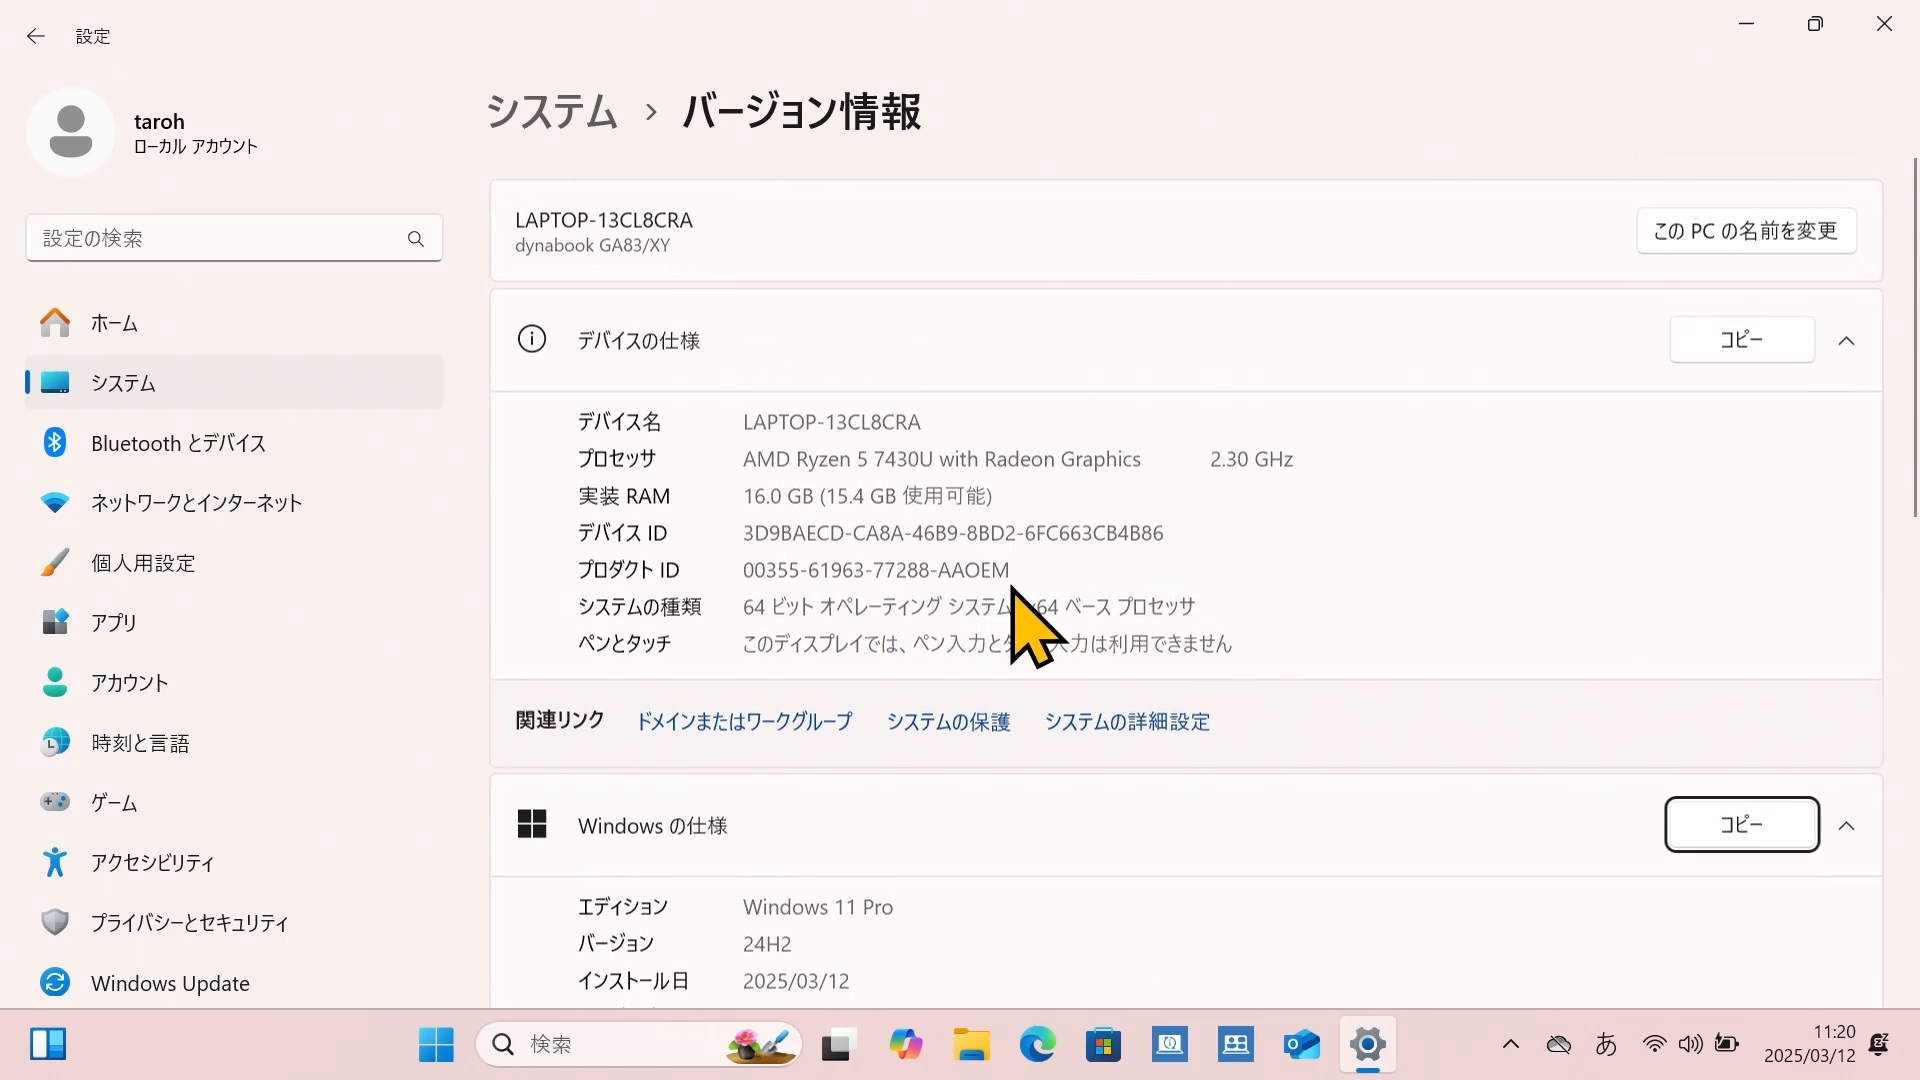 設定
taroh
ローカル アカウント
設定の検索
ホーム
システム
Bluetooth とデバイス
ネットワークとインターネット
個人用設定
アプリ
アカウント
時刻と言語
ゲーム
アクセシビリティ
プライバシーとセキュリティ
Windows Update
システム › バージョン情報
LAPTOP-13CL8CRA
dynabook GA83/XY
この PC の名前を変更
デバイスの仕様
コピー
デバイス名 LAPTOP-13CL8CRA
プロセッサ AMD Ryzen 5 7430U with Radeon Graphics 2.30 GHz
実装 RAM 16.0 GB (15.4 GB 使用可能)
デバイス ID 3D9BAECD-CA8A-46B9-8BD2-6FC663CB4B86
プロダクト ID 00355-61963-77288-AAOEM
システムの種類 64 ビット オペレーティング システム 64 ベース プロセッサ
ペンとタッチ このディスプレイでは、ペン入力と 入力は利用できません
関連リンク ドメインまたはワークグループ システムの保護 システムの詳細設定
Windows の仕様
コピー
エディション Windows 11 Pro
バージョン 24H2
インストール日 2025/03/12
検索
あ
11:20
2025/03/12